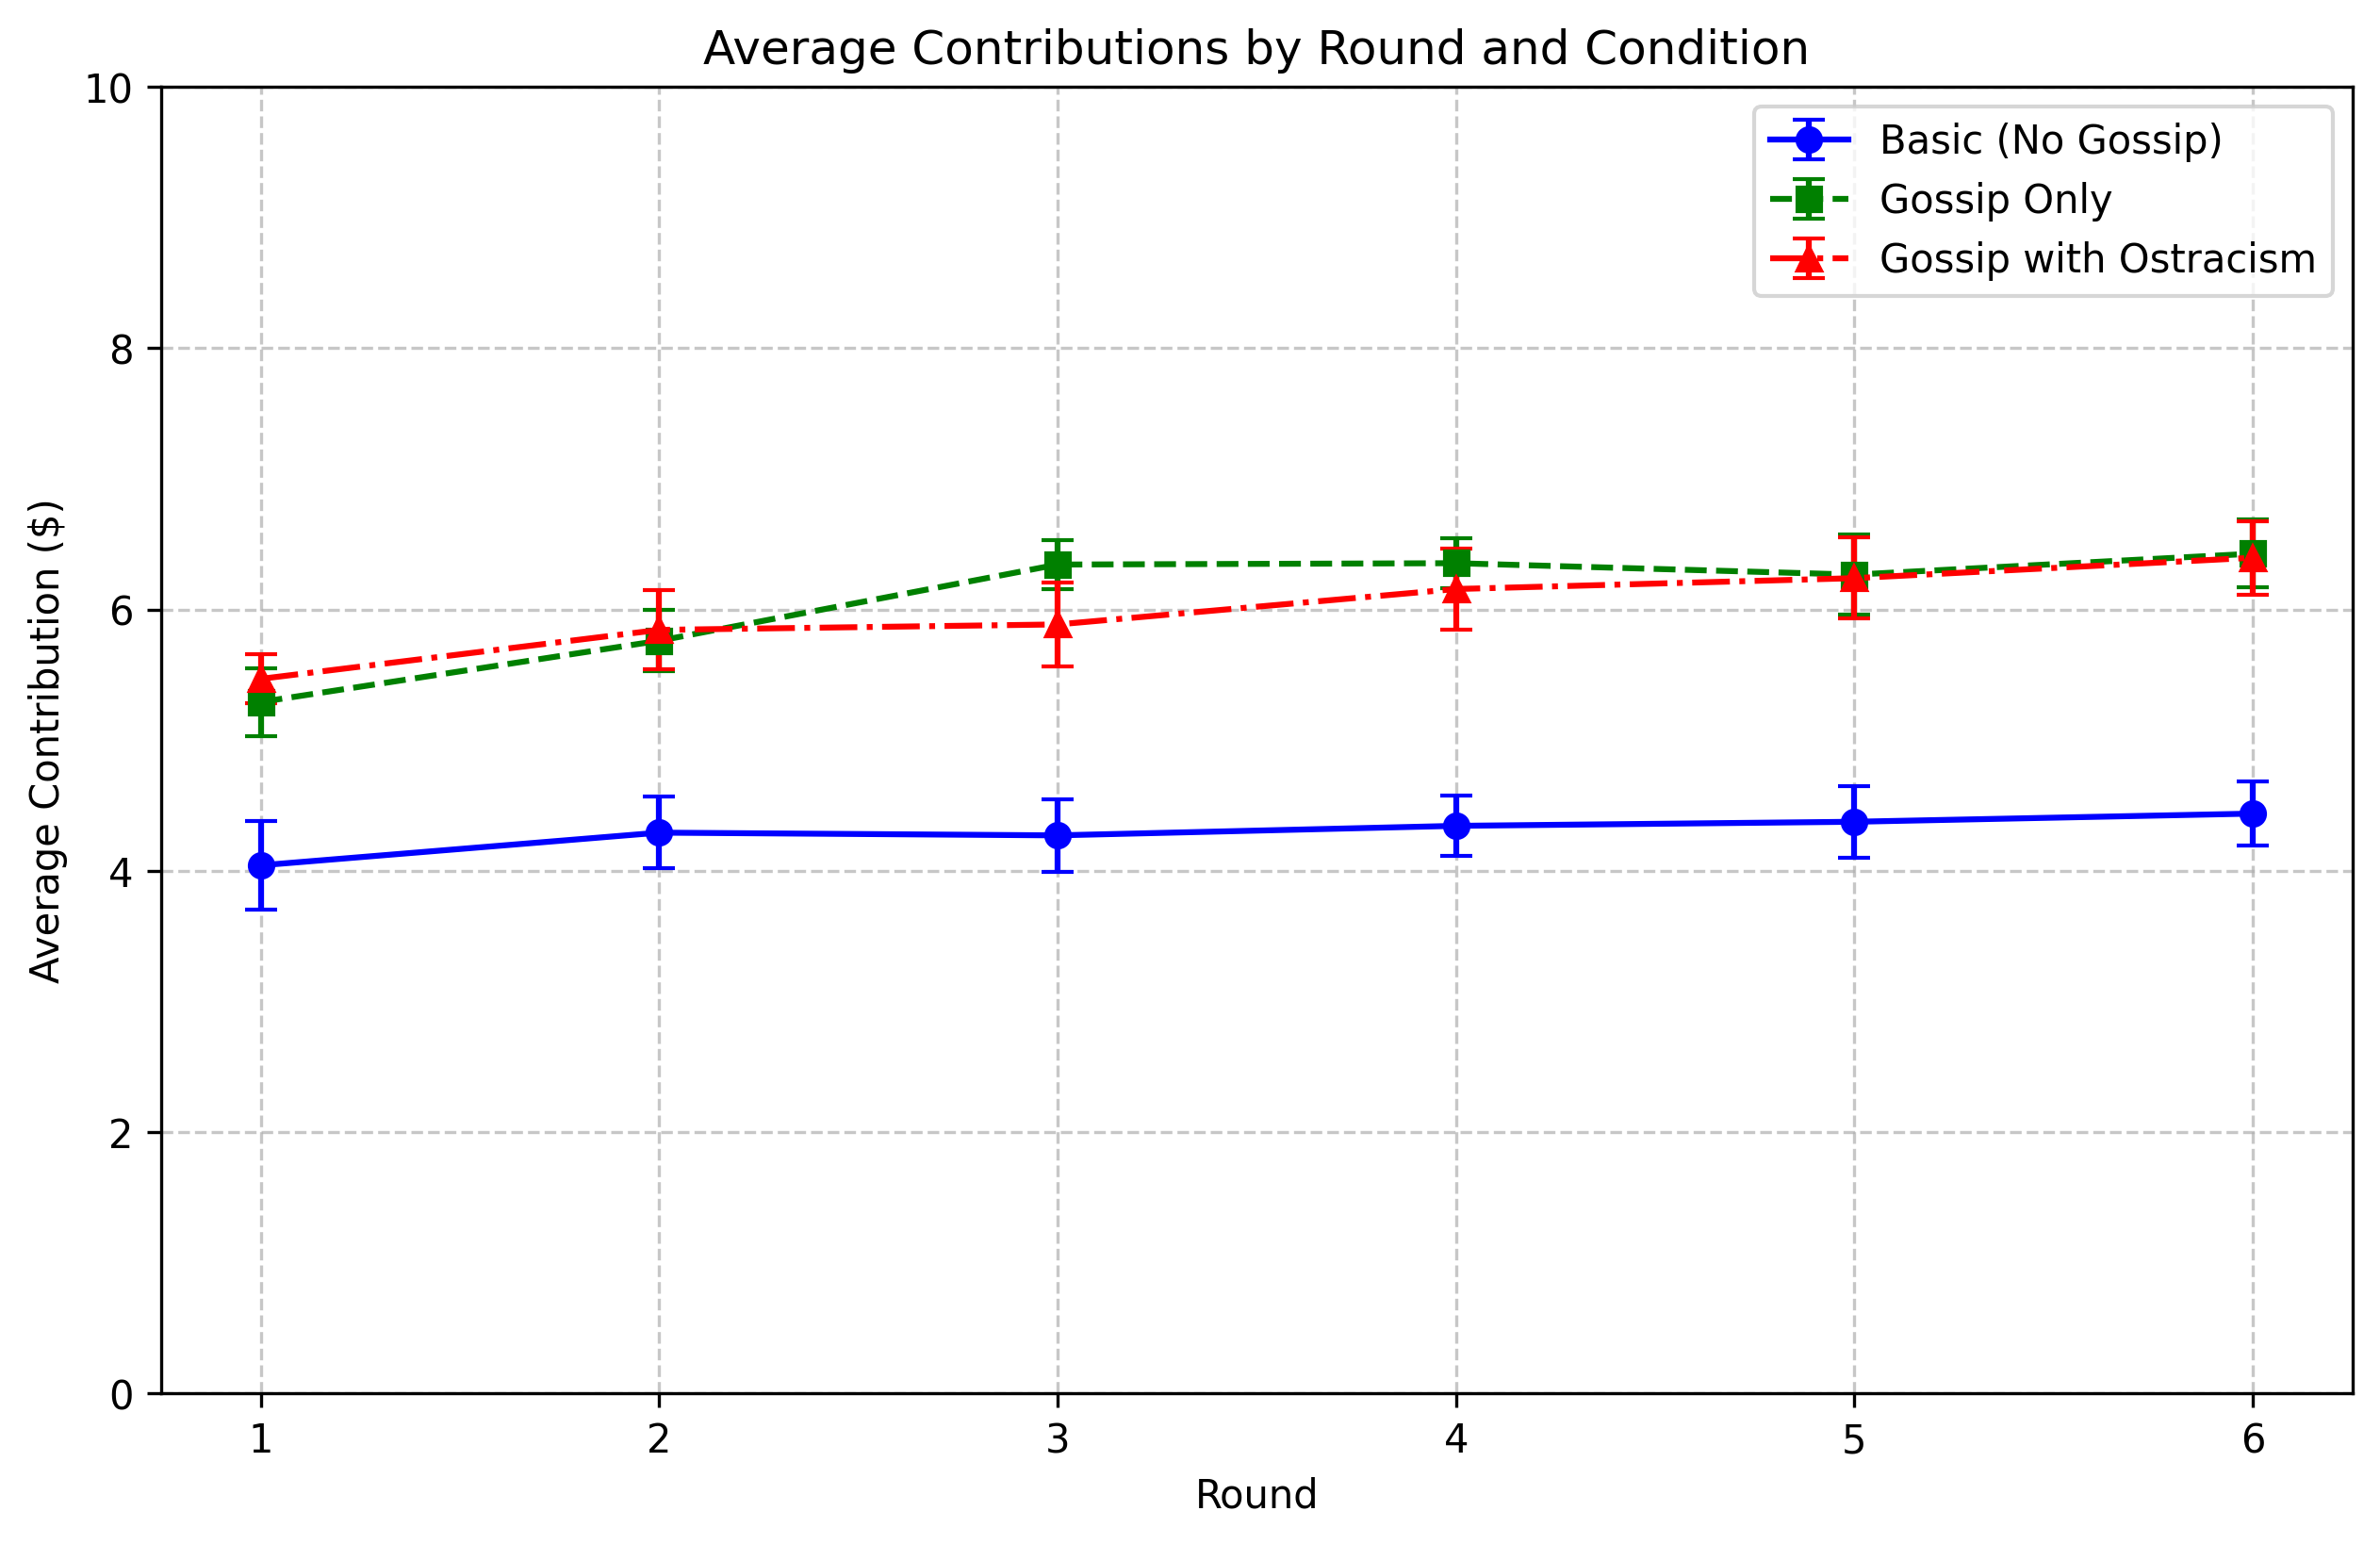 Average Contributions by Round and Condition
10
8
6
4
2
0
Average Contribution ($)
Basic (No Gossip)
Gossip Only
Gossip with Ostracism
1 2 3 4 5 6
Round